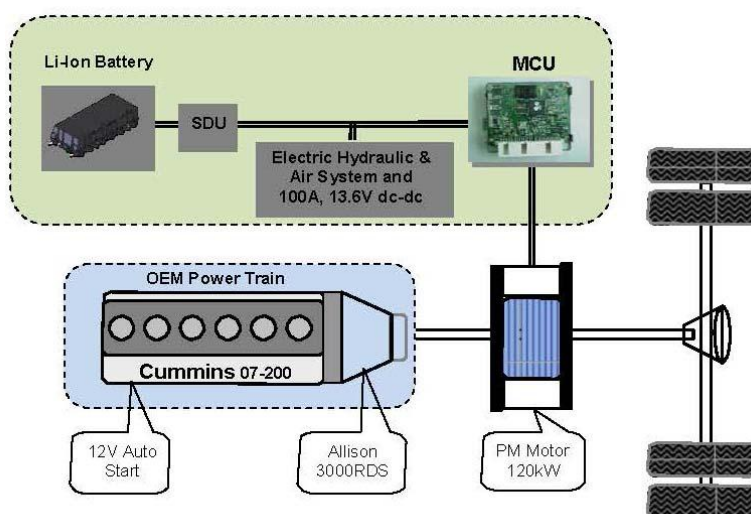 Li-Ion Battery
MCU
SDU
Electric Hydraulic &
Air System and
100A, 13.6V dc-dc
OEM Power Train
Cummins 07-200
12V Auto
Start
Allison
3000RDS
PM Motor
120kW